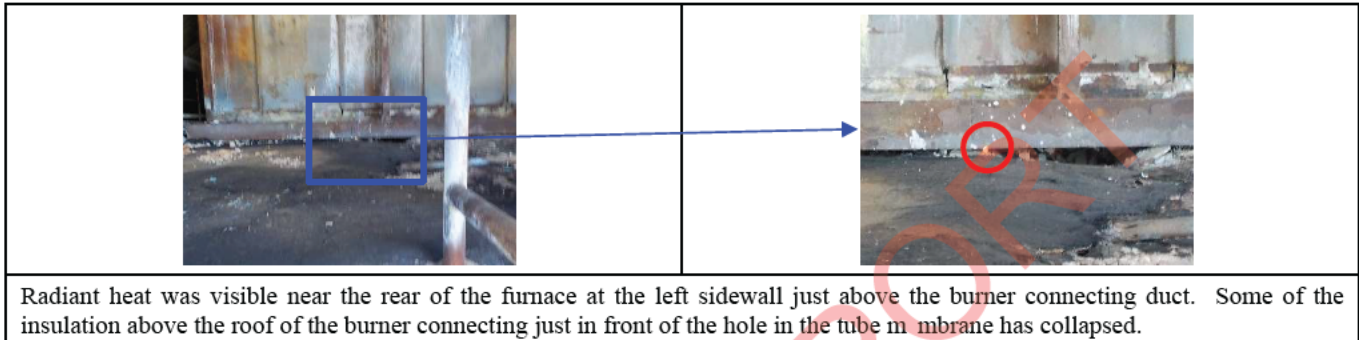 Radiant heat was visible near the rear of the furnace at the left sidewall just above the burner connecting duct. Some of the
insulation above the roof of the burner connecting just in front of the hole in the tube m mbrane has collapsed.